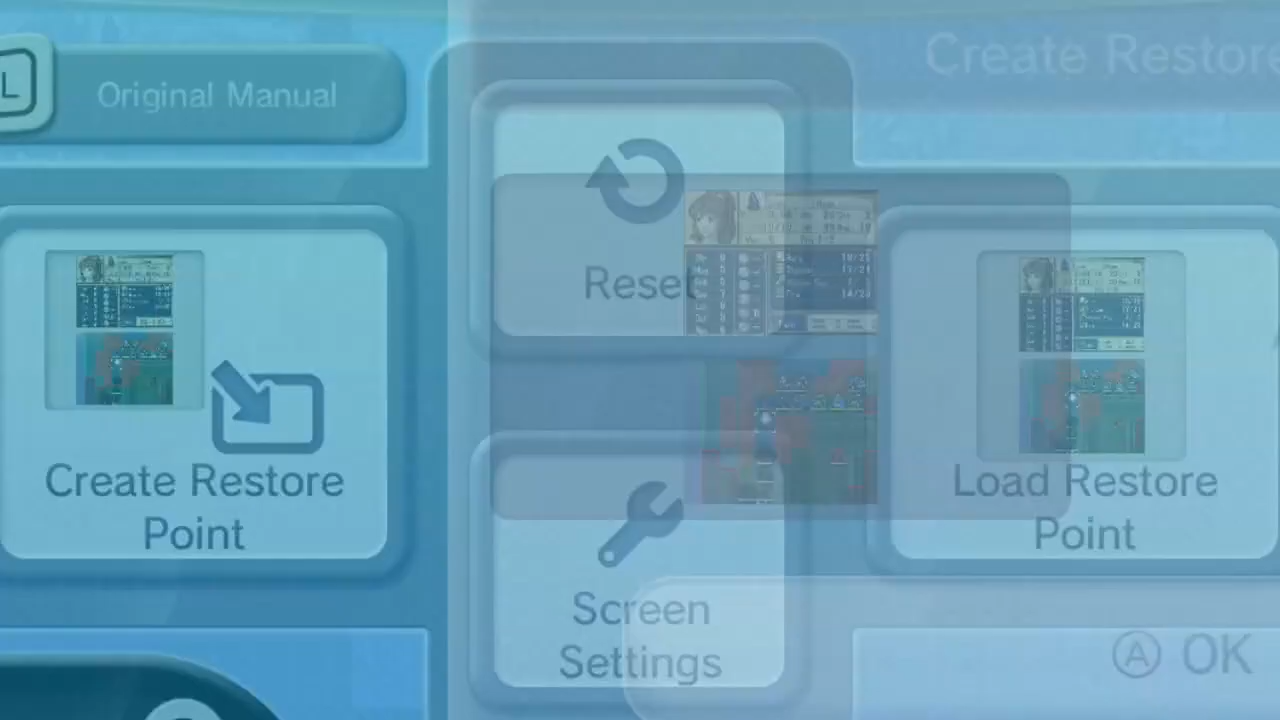 L
Original Manual
Create Restore
Reset
Create Restore
Point
Load Restore
Point
Screen
Settings
A OK